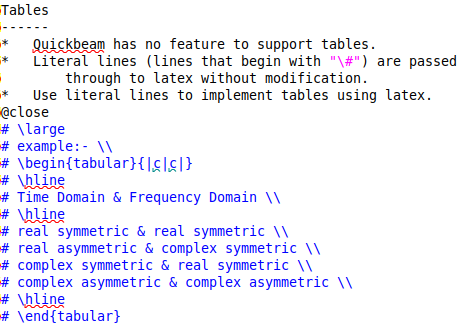 Tables
------
*   Quickbeam has no feature to support tables.
*   Literal lines (lines that begin with "\#") are passed
        through to latex without modification.
*   Use literal lines to implement tables using latex.
@close
# \large
# example:- \\
# \begin{tabular}{|c|c|}
# \hline
# Time Domain & Frequency Domain \\
# \hline
# real symmetric & real symmetric \\
# real asymmetric & complex symmetric \\
# complex symmetric & real symmetric \\
# complex asymmetric & complex asymmetric \\
# \hline
# \end{tabular}